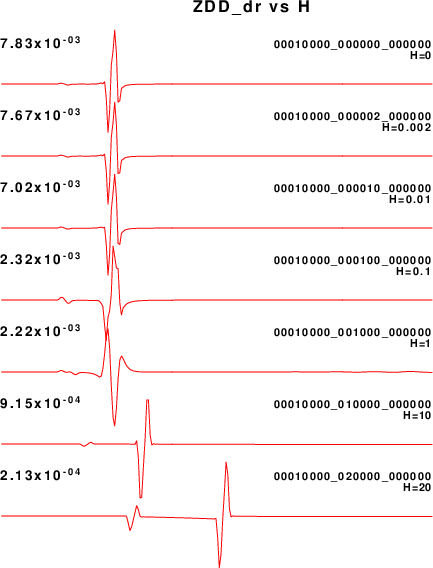 ZDD_dr vs H
7.83x10-03 00010000_000000_000000
H=0
7.67x10-03 00010000_000002_000000
H=0.002
7.02x10-03 00010000_000010_000000
H=0.01
2.32x10-03 00010000_000100_000000
H=0.1
2.22x10-03 00010000_001000_000000
H=1
9.15x10-04 00010000_010000_000000
H=10
2.13x10-04 00010000_020000_000000
H=20